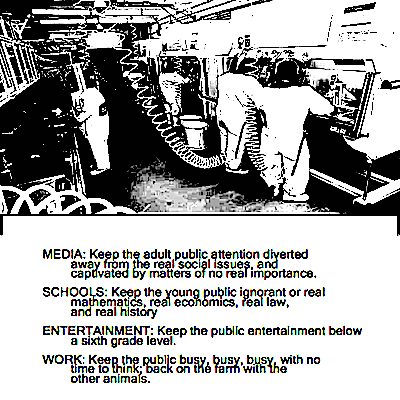 MEDIA: Keep the adult public attention diverted
away from the real social issues, and
captivated by matters of no real importance.
SCHOOLS: Keep the young public ignorant or real
mathematics, real economics, real law,
and real history
ENTERTAINMENT: Keep the public entertainment below
a sixth grade level.
WORK: Keep the public busy, busy, busy, with no
time to think; back on the farm with the
other animals.